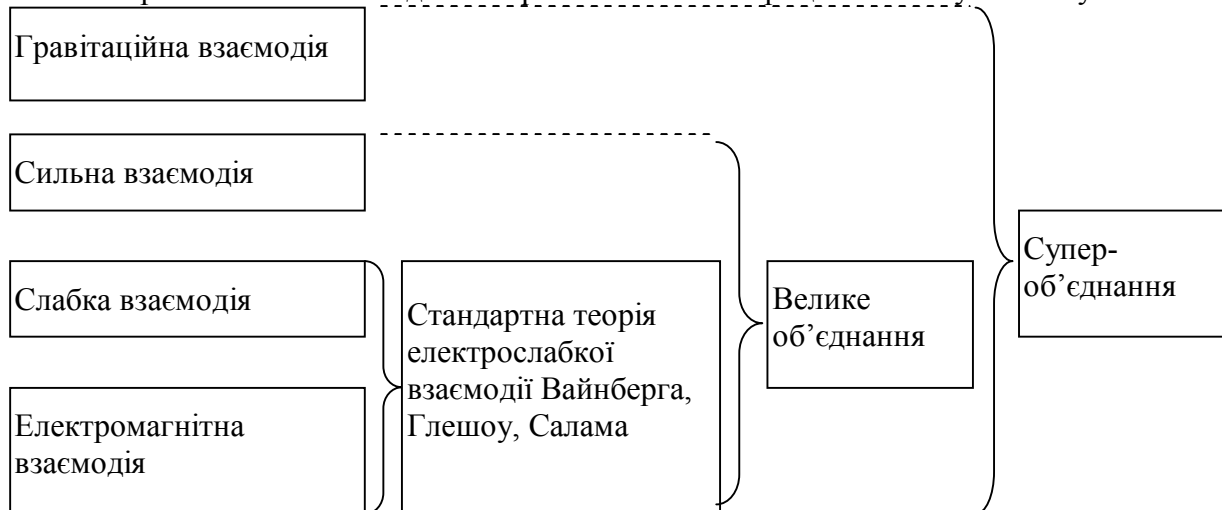 Гравітаційна взаємодія
Сильна взаємодія
Слабка взаємодія
Електромагнітна
взаємодія
Стандартна теорія
електрослабкої
взаємодії Вайнберга,
Глешоу, Салама
Велике
об’єднання
Супер-
об’єднання